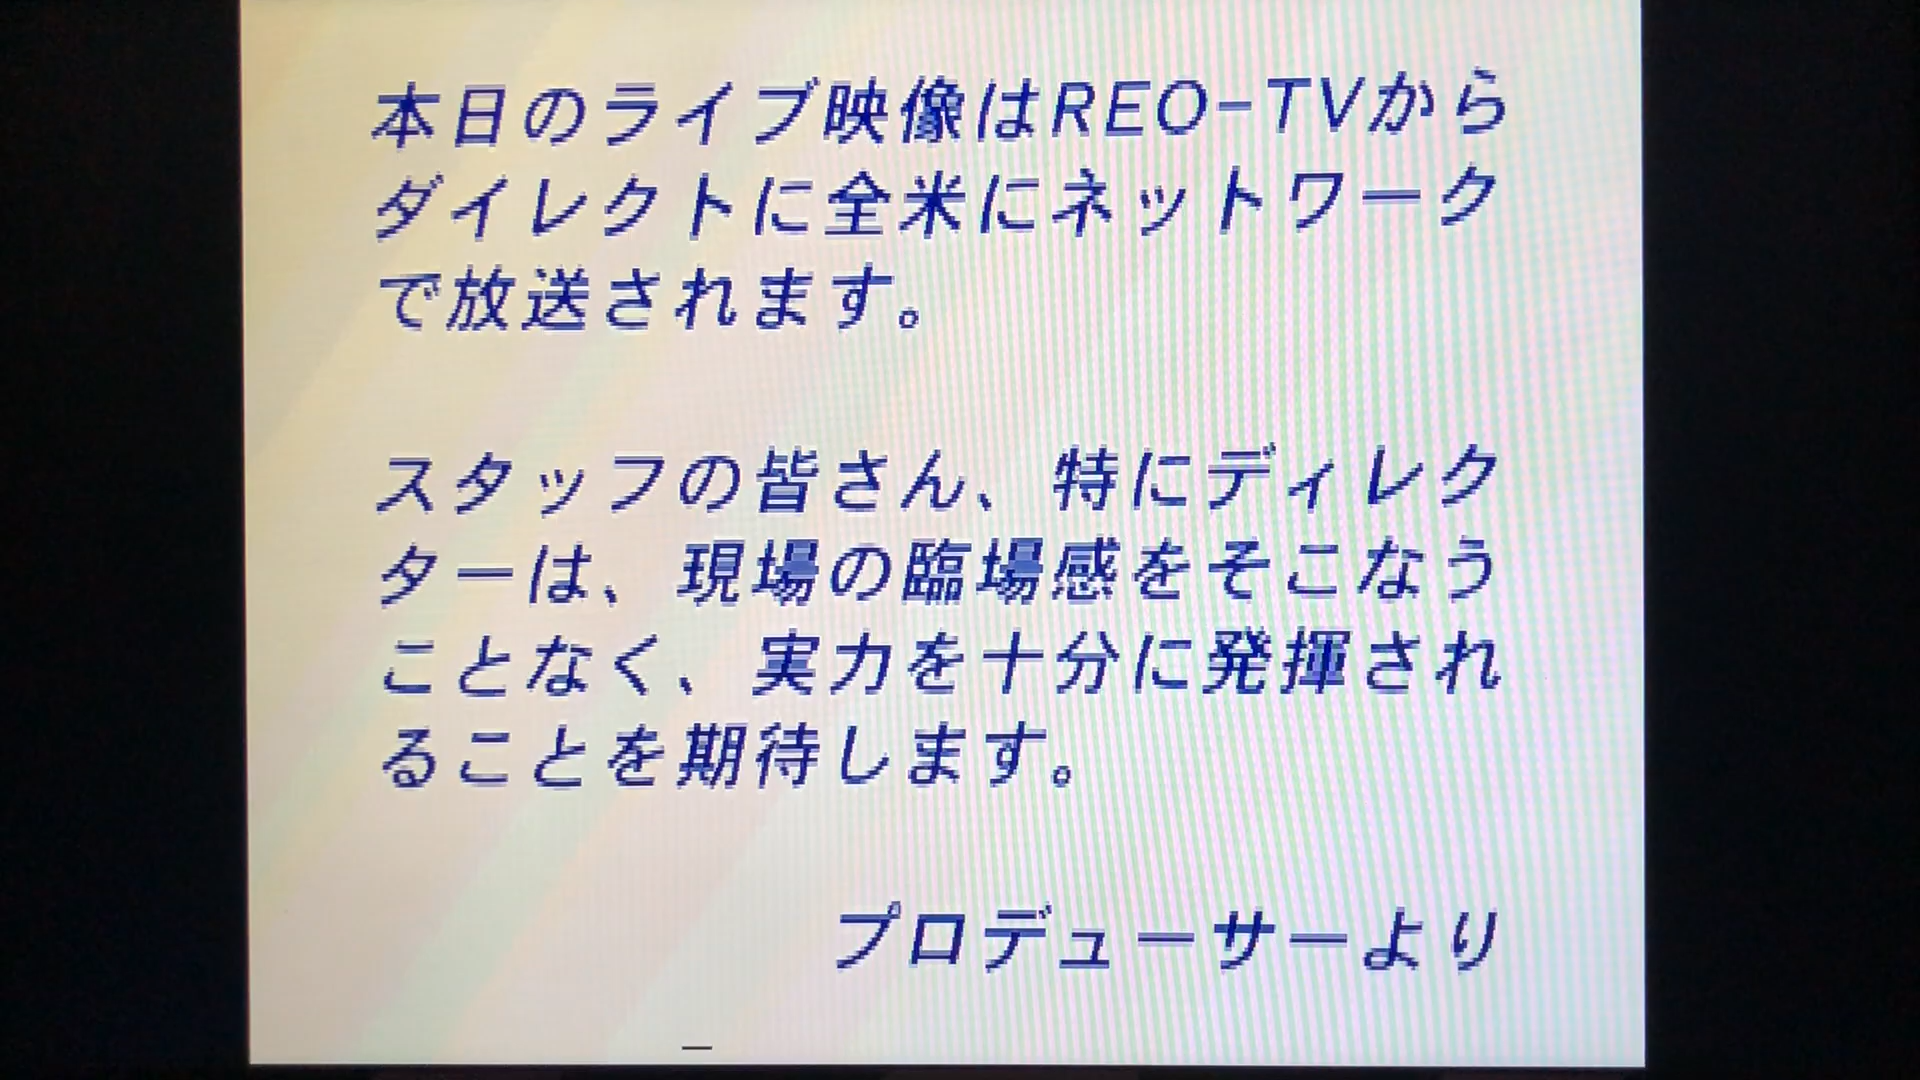 本日のライブ映像はREO-TVから
ダイレクトに全米にネットワーク
で放送されます。
スタッフの皆さん、特にディレク
ターは、現場の臨場感をそこなう
ことなく、実力を十分に発揮され
ることを期待します。
プロデューサーより